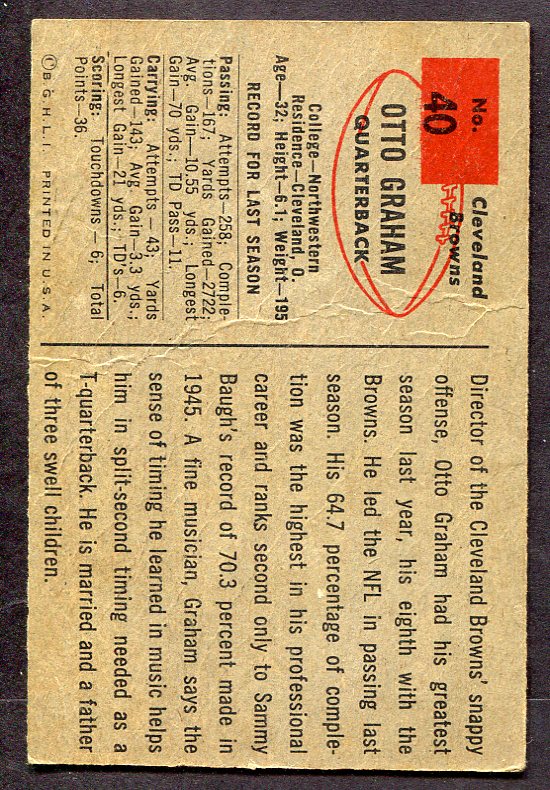 No.
40
Cleveland
Browns
OTTO GRAHAM
QUARTERBACK
College—Northwestern
Residence—Cleveland, O.
Age—32; Height—6.1; Weight—195
RECORD FOR LAST SEASON
Passing: Attempts—258; Comple-
tions—167; Yards Gained—2722;
Avg. Gain—10.55 yds.; Longest
Gain—70 yds.; TD Pass—11.
Carrying: Attempts—43; Yards
Gained—143; Avg. Gain—3.3 yds.;
Longest Gain—21 yds.; TD's—6.
Scoring: Touchdowns—6; Total
Points—36.
© B.G.H.L.I. PRINTED IN U.S.A.
Director of the Cleveland Browns' snappy
offense, Otto Graham had his greatest
season last year, his eighth with the
Browns. He led the NFL in passing last
season. His 64.7 percentage of comple-
tion was the highest in his professional
career and ranks second only to Sammy
Baugh's record of 70.3 percent made in
1945. A fine musician, Graham says the
sense of timing he learned in music helps
him in split-second timing needed as a
T-quarterback. He is married and a father
of three swell children.